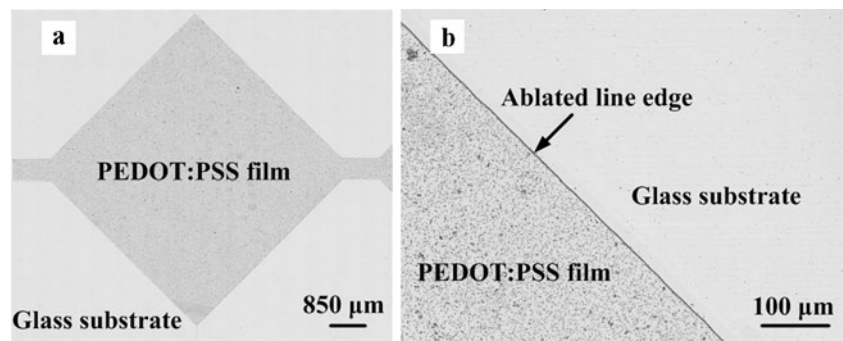 a
PEDOT:PSS film
Glass substrate
850 μm
b
Ablated line edge
Glass substrate
PEDOT:PSS film
100 μm